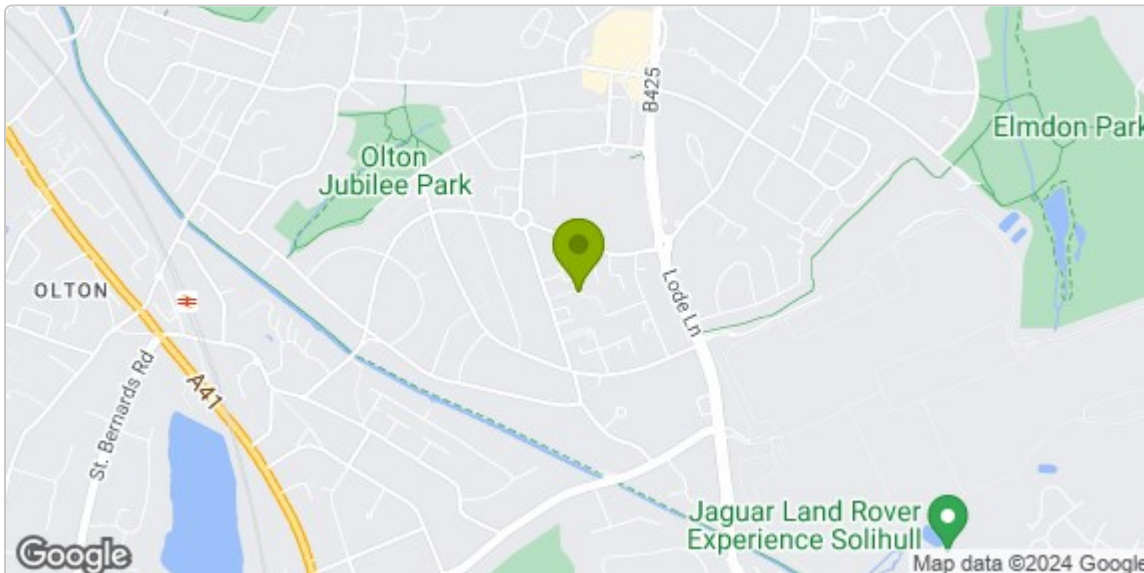 B425
Elmdon Park
Olton
Jubilee Park
OLTON
Lode Ln
St. Bernards Rd
A41
Jaguar Land Rover
Experience Solihull
Google
Map data ©2024 Google